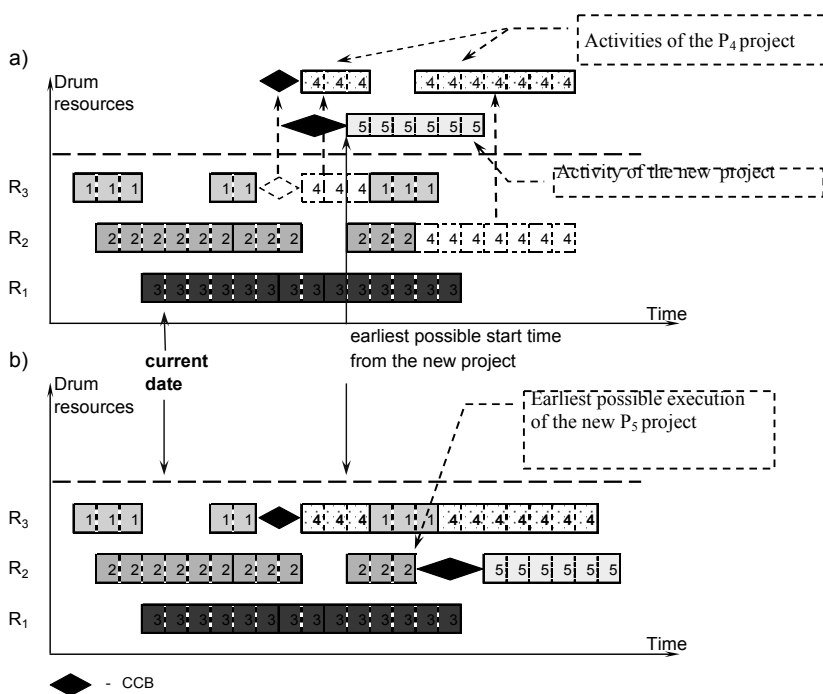 a)
Drum
resources
4 4 4
4 4 4 4 4 4 4
Activities of the P4 project
5 5 5 5 5 5
Activity of the new project
R3
1 1 1
1 1
4 4 4
1 1 1
R2
2 2 2 2 2 2 2 2 2
2 2 2
4 4 4 4 4 4 4
R1
3 3 3 3 3 3 3 3 3 3 3 3 3 3
Time
current
date
earliest possible start time
from the new project
b)
Drum
resources
Earliest possible execution
of the new P5 project
R3
1 1 1
1 1
4 4 4
1 1 1
4 4 4 4 4 4 4
R2
2 2 2 2 2 2 2 2 2
2 2 2
5 5 5 5 5 5
R1
3 3 3 3 3 3 3 3 3 3 3 3 3 3
Time
- CCB